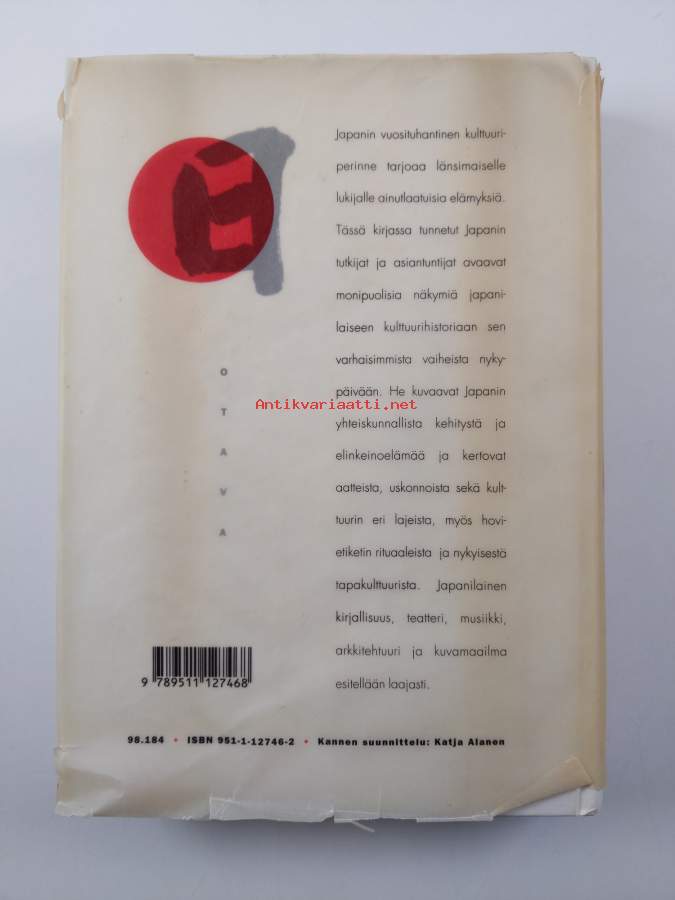 日
Japanin vuosituhantinen kulttuuri-
perinne tarjoaa länsimaiselle
lukijalle ainutlaatuisia elämyksiä.
Tässä kirjassa tunnetut Japanin
tutkijat ja asiantuntijat avaavat
monipuolisia näkymiä japani-
laiseen kulttuurihistoriaan sen
varhaisimmista vaiheista nyky-
päivään. He kuvaavat Japanin
yhteiskunnallista kehitystä ja
elinkeinoelämää ja kertovat
aatteista, uskonnoista sekä kult-
tuurin eri lajeista, myös hovi-
etiketin rituaaleista ja nykyisestä
tapakulttuurista. Japanilainen
kirjallisuus, teatteri, musiikki,
arkkitehtuuri ja kuvamaailma
esitellään laajasti.
OTAVA
Antikvariaatti.net
9 789511 127468
98.184 • ISBN 951-1-12746-2 • Kannen suunnittelu: Katja Alanen